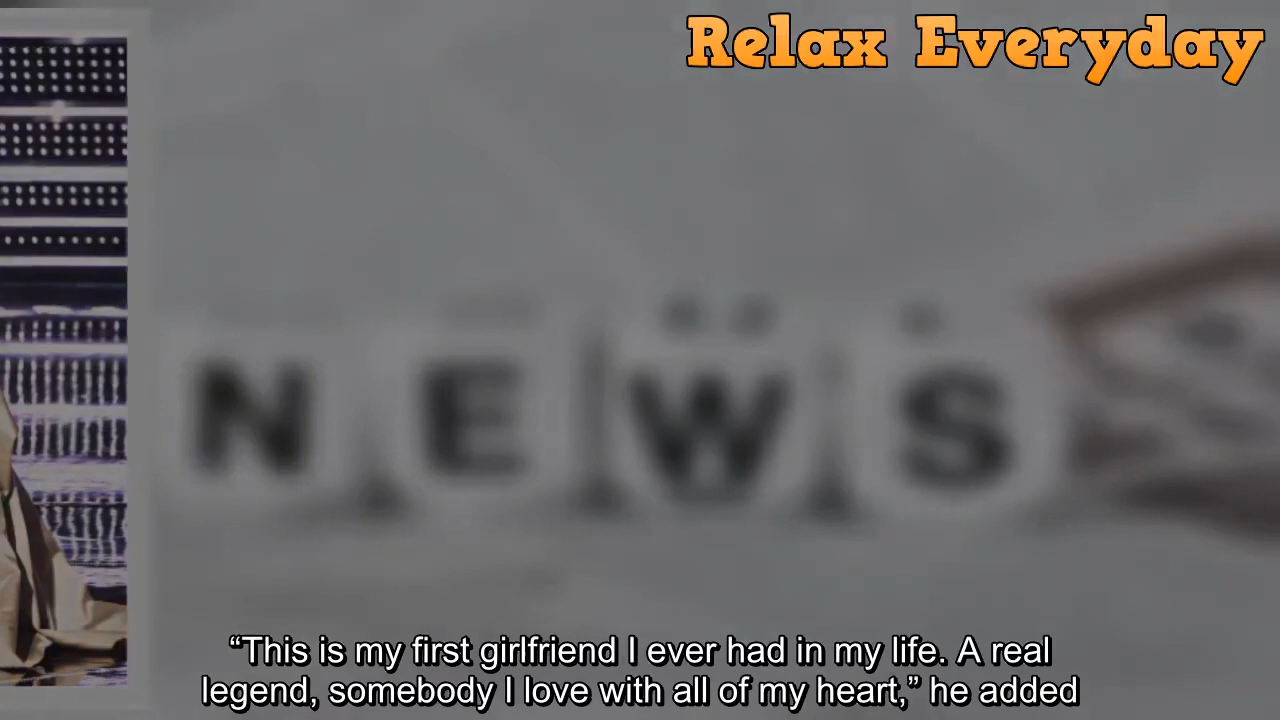 Relax Everyday
NEWS
“This is my first girlfriend I ever had in my life. A real
legend, somebody I love with all of my heart,” he added